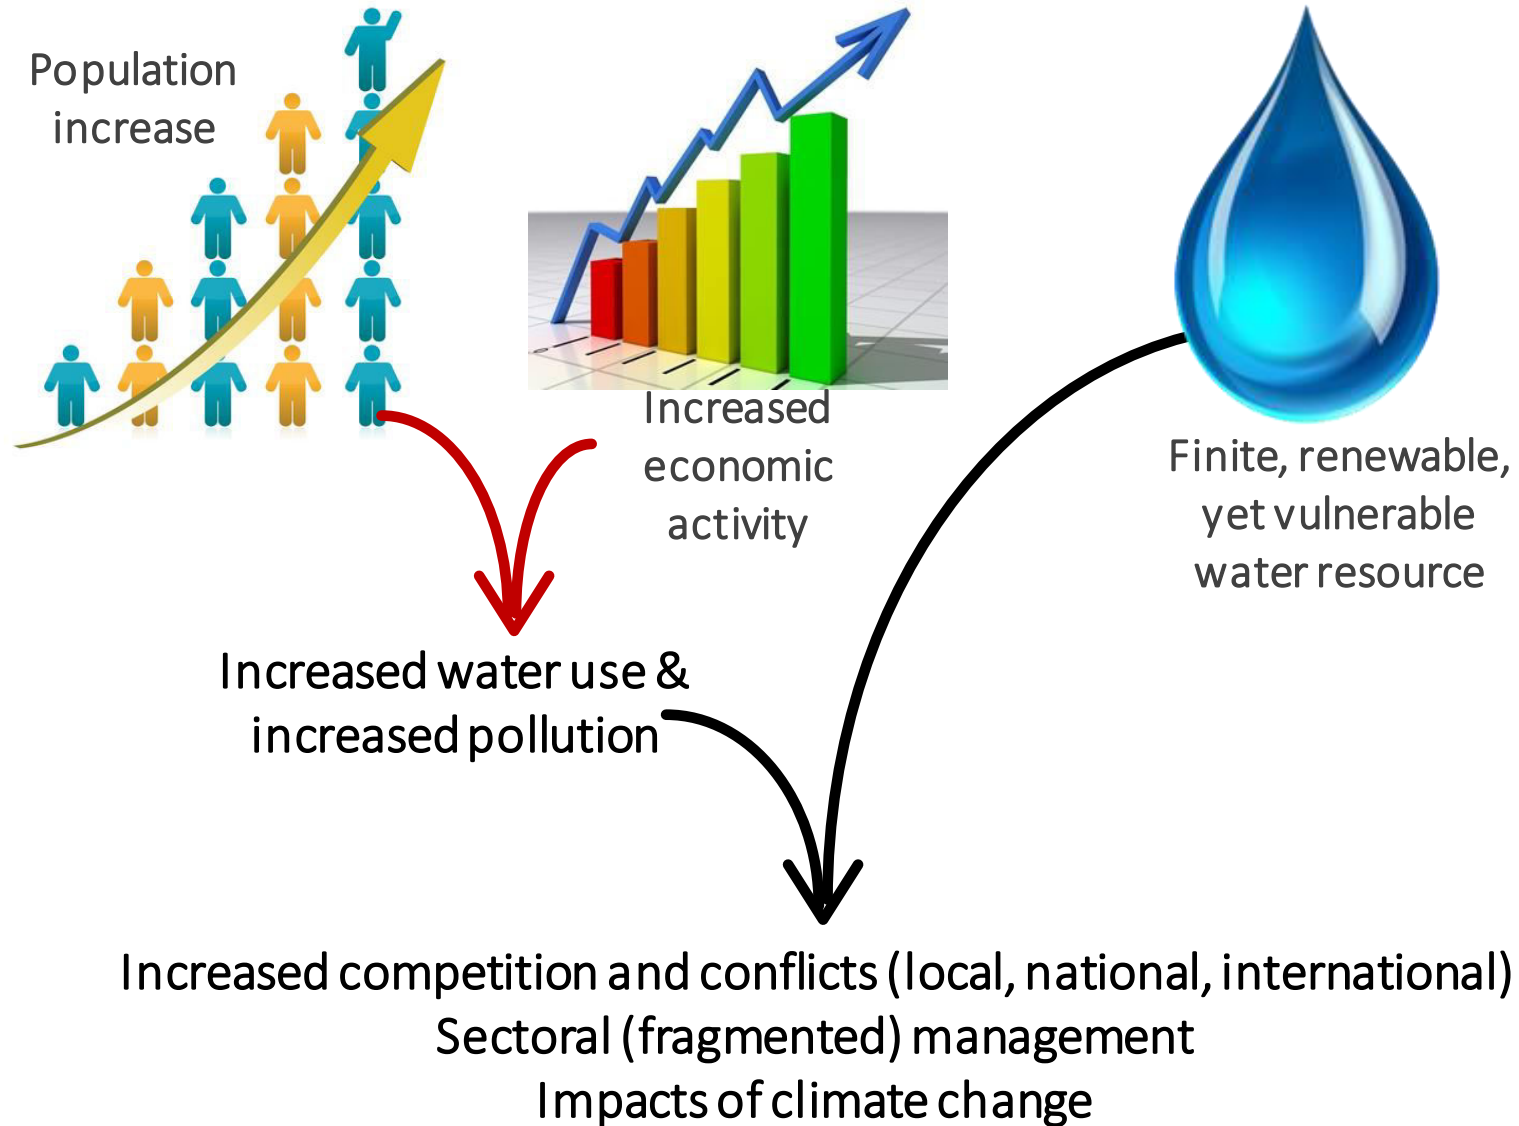 Population
increase
Increased
economic
activity
Finite, renewable,
yet vulnerable
water resource
Increased water use &
increased pollution
Increased competition and conflicts (local, national, international)
Sectoral (fragmented) management
Impacts of climate change